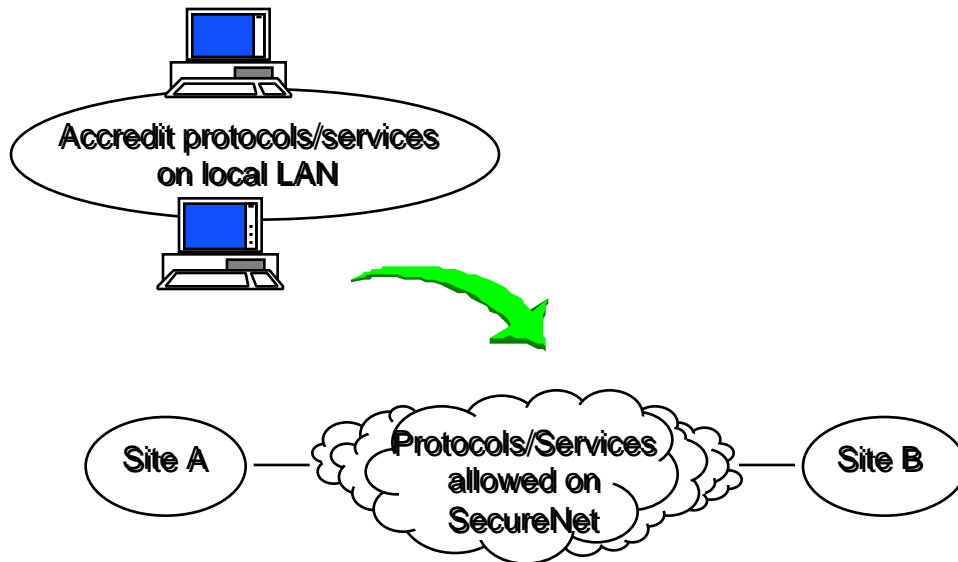 Accredit protocols/services
on local LAN
Site A
Protocols/Services
allowed on
SecureNet
Site B